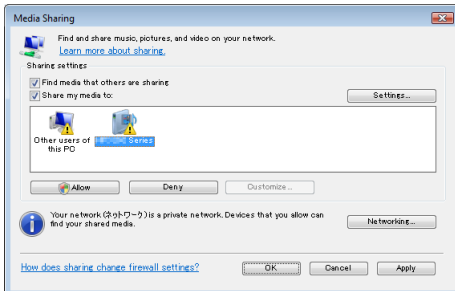 Media Sharing
Find and share music, pictures, and video on your network.
Learn more about sharing.
Sharing settings
Find media that others are sharing
Share my media to:
Settings...
Other users of
this PC
Series
Allow
Deny
Customize...
Your network (ネットワーク) is a private network. Devices that you allow can
find your shared media.
Networking...
How does sharing change firewall settings?
OK
Cancel
Apply